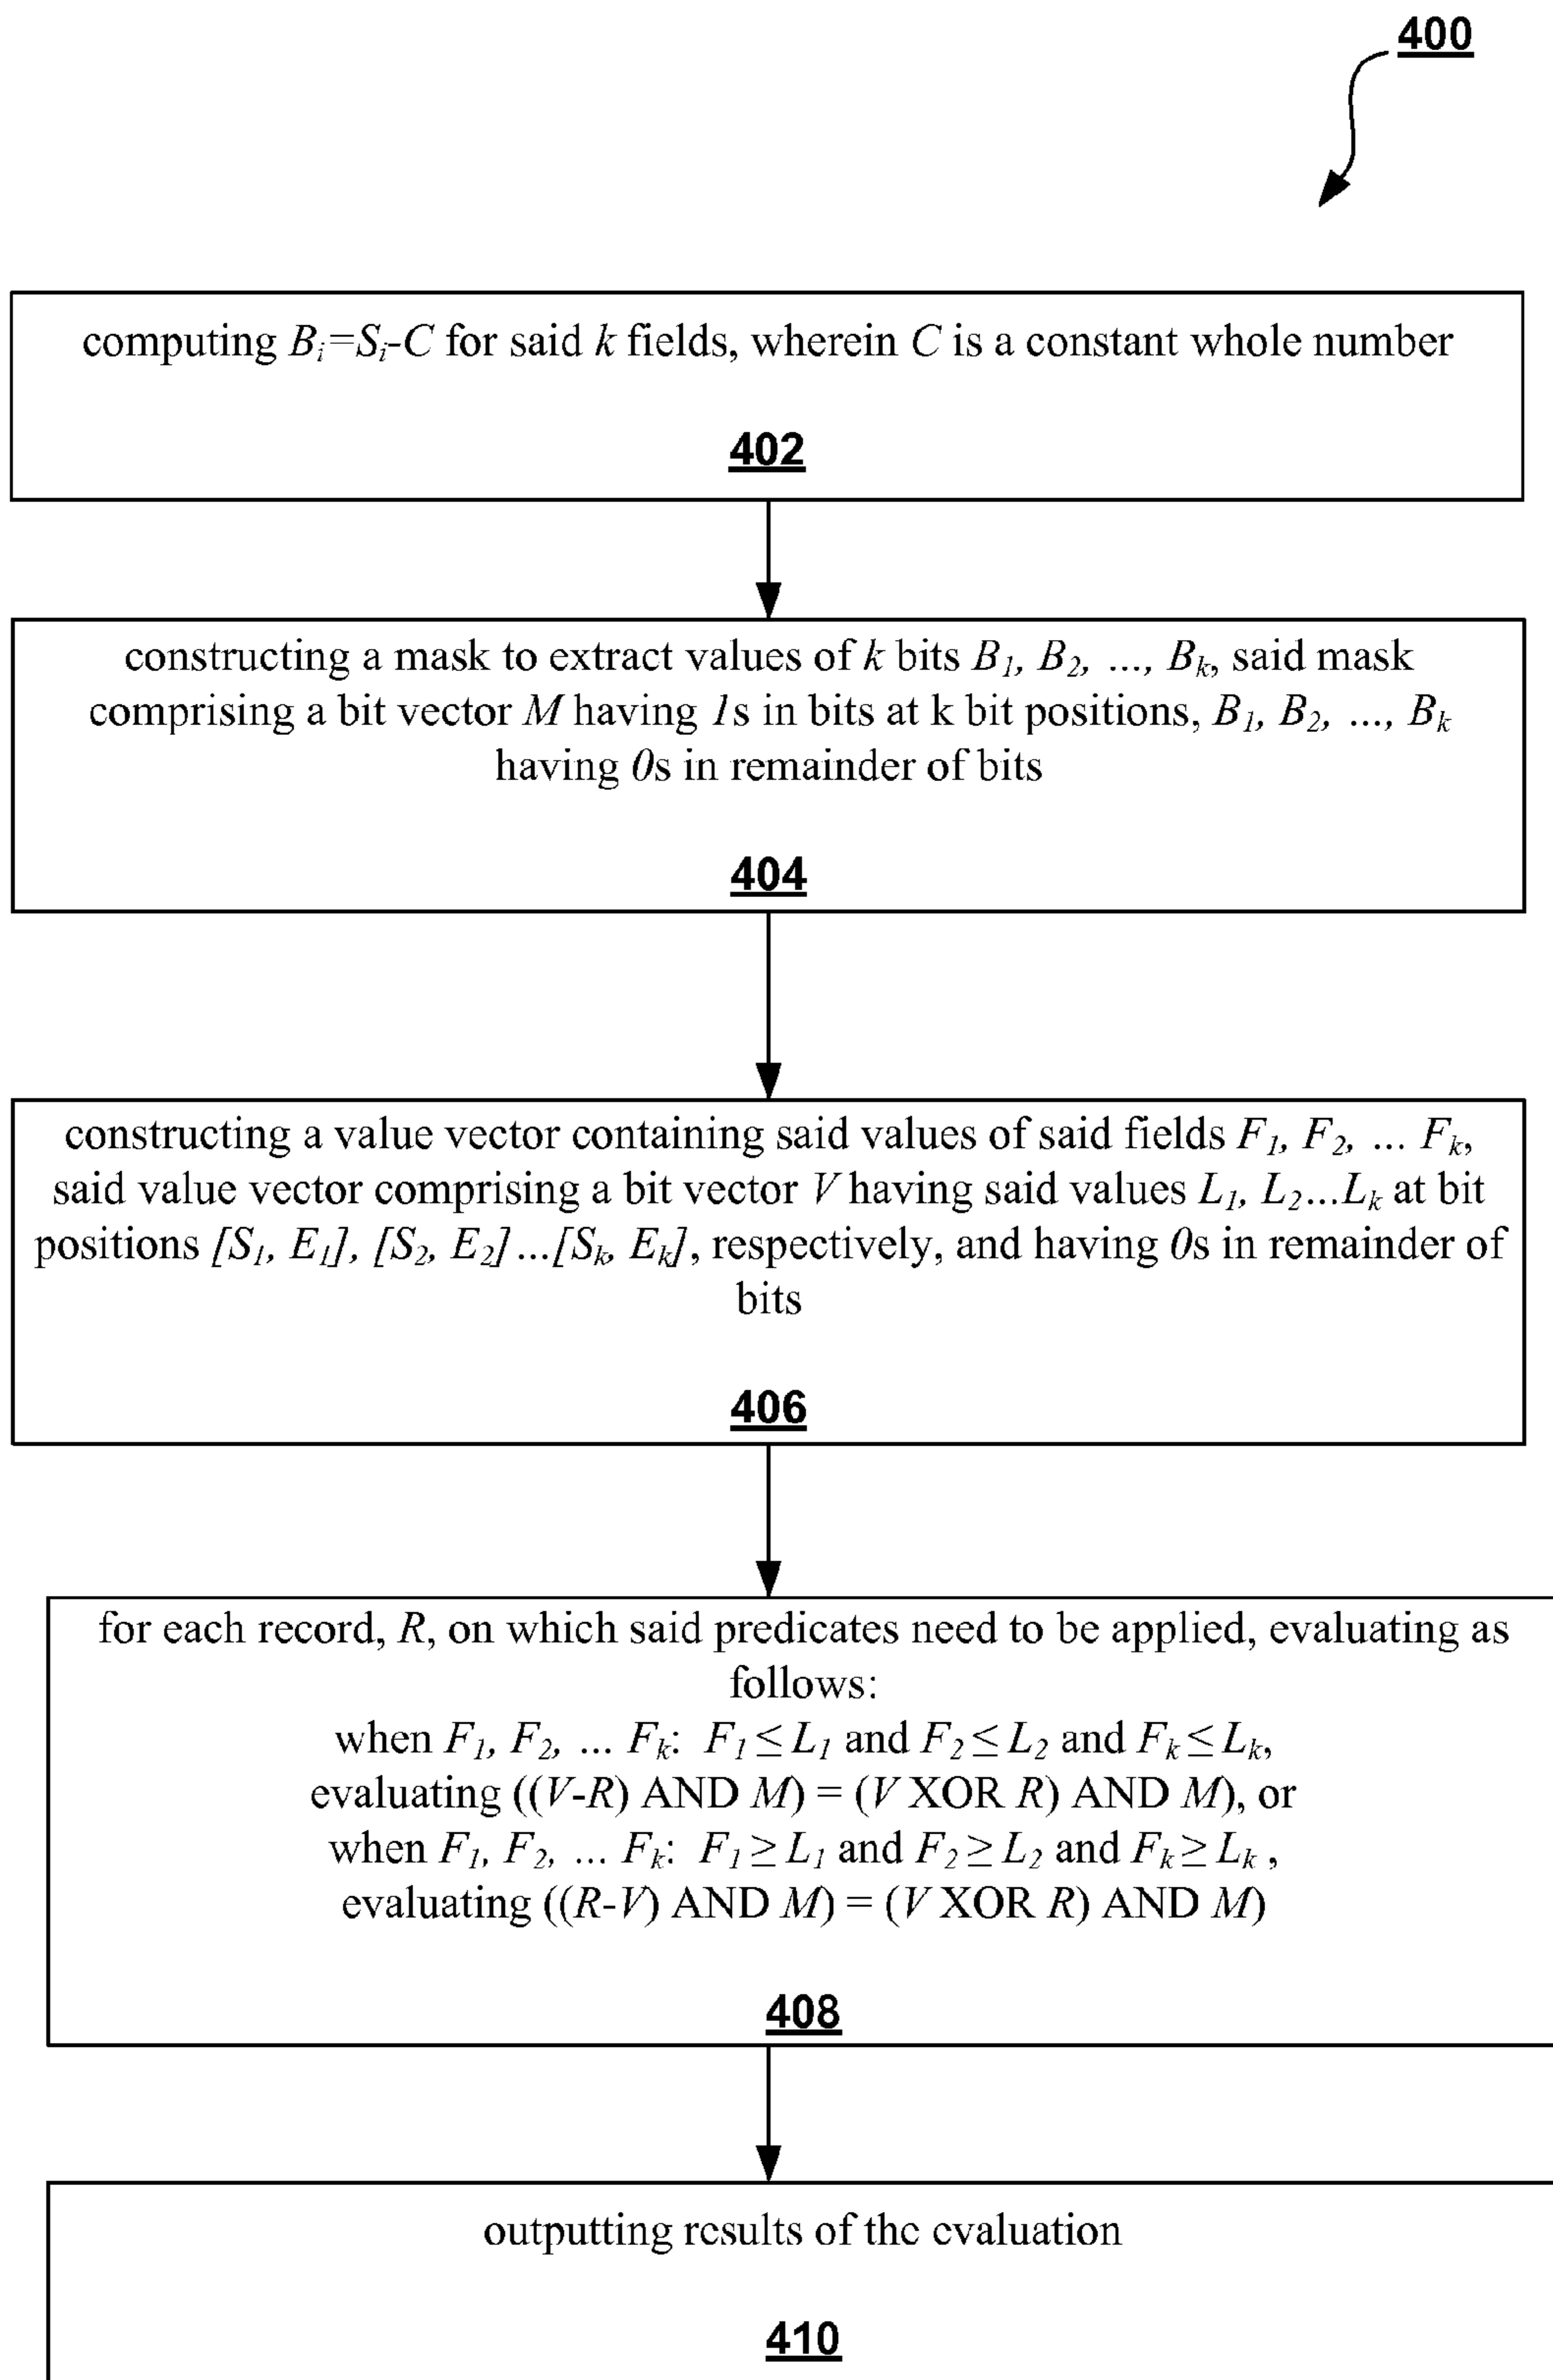 400
computing Bi=Si-C for said k fields, wherein C is a constant whole number
402
constructing a mask to extract values of k bits B1, B2, ..., Bk, said mask
comprising a bit vector M having 1s in bits at k bit positions, B1, B2, ..., Bk
having 0s in remainder of bits
404
constructing a value vector containing said values of said fields F1, F2, ... Fk,
said value vector comprising a bit vector V having said values L1, L2...Lk at bit
positions [S1, E1], [S2, E2]...[Sk, Ek], respectively, and having 0s in remainder of
bits
406
for each record, R, on which said predicates need to be applied, evaluating as
follows:
when F1, F2, ... Fk: F1 ≤ L1 and F2 ≤ L2 and Fk ≤ Lk,
evaluating ((V-R) AND M) = (V XOR R) AND M), or
when F1, F2, ... Fk: F1 ≥ L1 and F2 ≥ L2 and Fk ≥ Lk ,
evaluating ((R-V) AND M) = (V XOR R) AND M)
408
outputting results of the evaluation
410